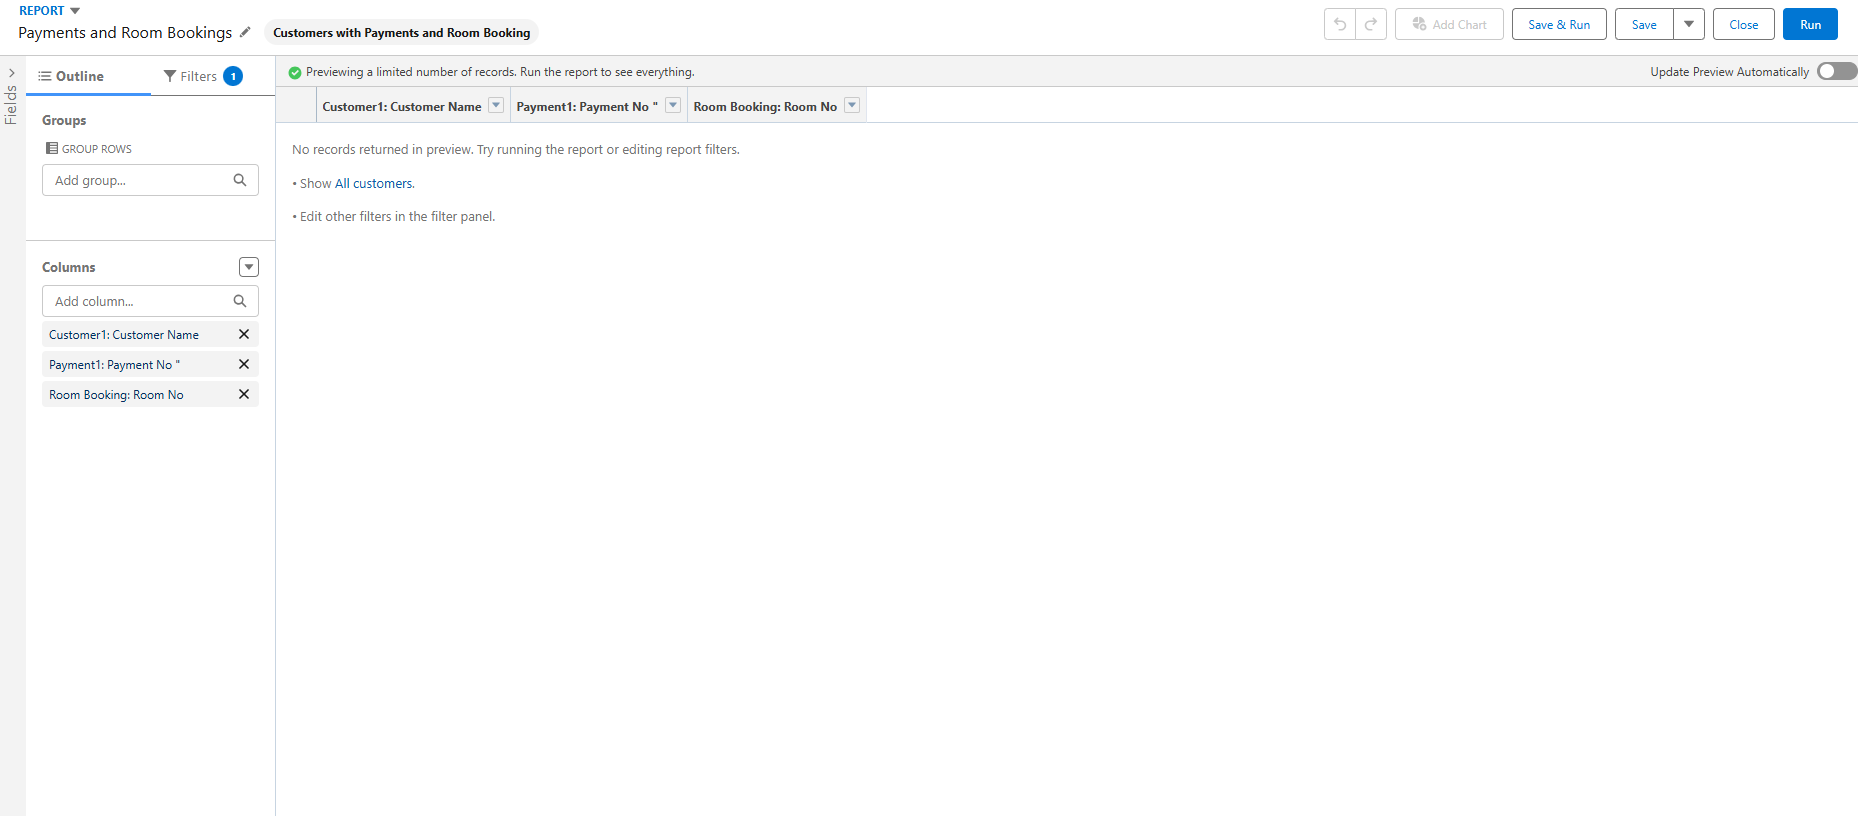 REPORT
Payments and Room Bookings
Customers with Payments and Room Booking
Add Chart
Save & Run
Save
Close
Run
Fields
Outline
Filters 1
Previewing a limited number of records. Run the report to see everything.
Update Preview Automatically
Groups
GROUP ROWS
Add group...
Columns
Add column...
Customer1: Customer Name
Payment1: Payment No "
Room Booking: Room No
Customer1: Customer Name
Payment1: Payment No "
Room Booking: Room No
No records returned in preview. Try running the report or editing report filters.
• Show All customers.
• Edit other filters in the filter panel.